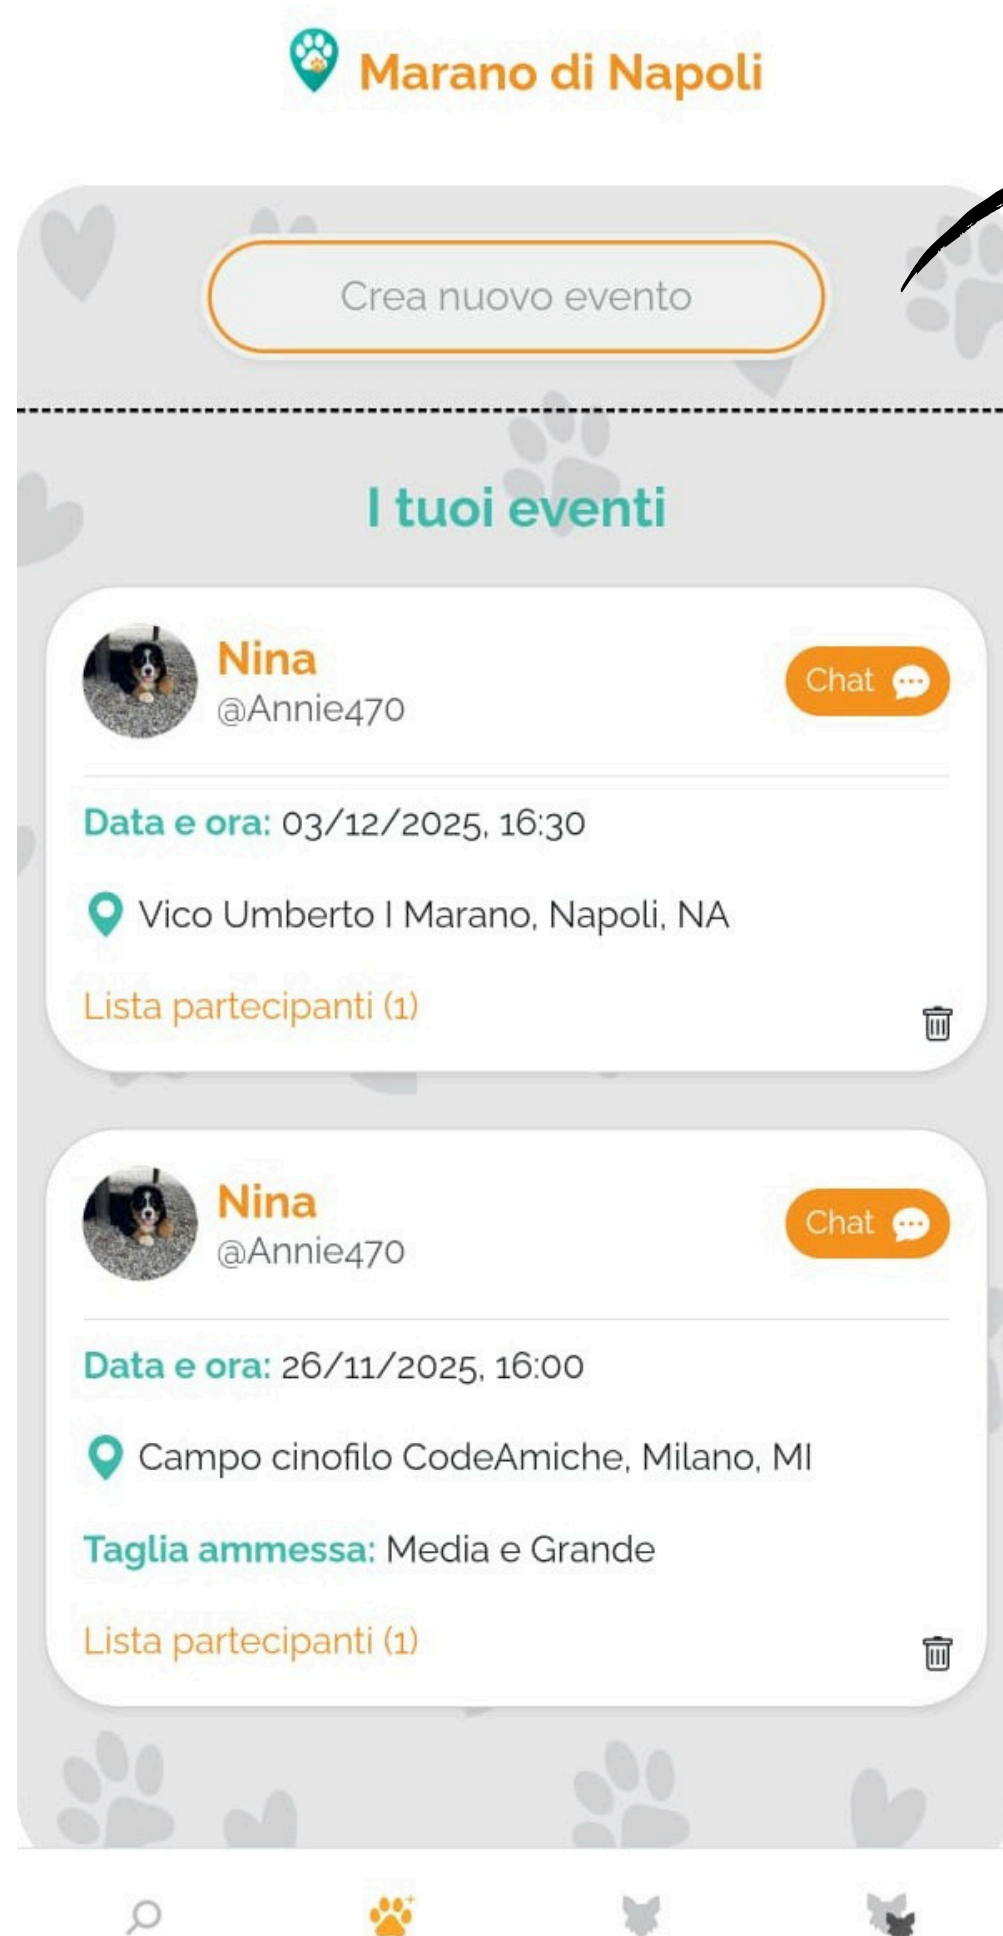 Marano di Napoli
Crea nuovo evento
I tuoi eventi
Nina
@Annie470
Chat
Data e ora: 03/12/2025, 16:30
Vico Umberto I Marano, Napoli, NA
Lista partecipanti (1)
Nina
@Annie470
Chat
Data e ora: 26/11/2025, 16:00
Campo cinofilo CodeAmiche, Milano, MI
Taglia ammessa: Media e Grande
Lista partecipanti (1)